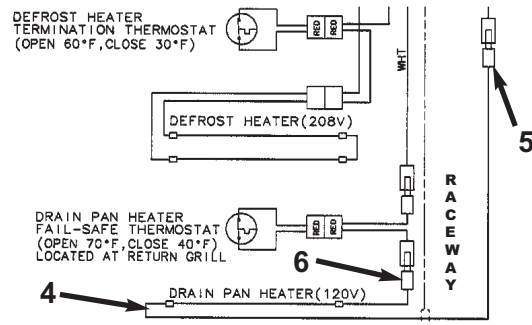 DEFROST HEATER
TERMINATION THERMOSTAT
(OPEN 60°F,CLOSE 30°F)
RED
RED
WHT
5
DEFROST HEATER(208V)
RACEWAY
DRAIN PAN HEATER
FAIL-SAFE THERMOSTAT
(OPEN 70°F,CLOSE 40°F)
LOCATED AT RETURN GRILL
RED
RED
6
4
DRAIN PAN HEATER(120V)